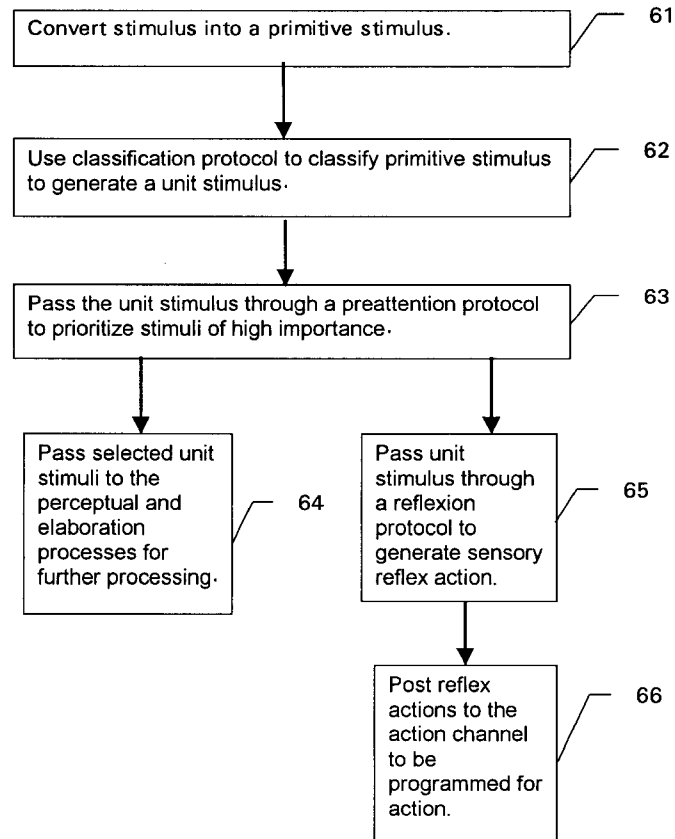 Convert stimulus into a primitive stimulus.
61
Use classification protocol to classify primitive stimulus
to generate a unit stimulus.
62
Pass the unit stimulus through a preattention protocol
to prioritize stimuli of high importance.
63
Pass selected unit
stimuli to the
perceptual and
elaboration
processes for
further processing.
64
Pass unit
stimulus through
a reflexion
protocol to
generate sensory
reflex action.
65
Post reflex
actions to the
action channel
to be
programmed for
action.
66